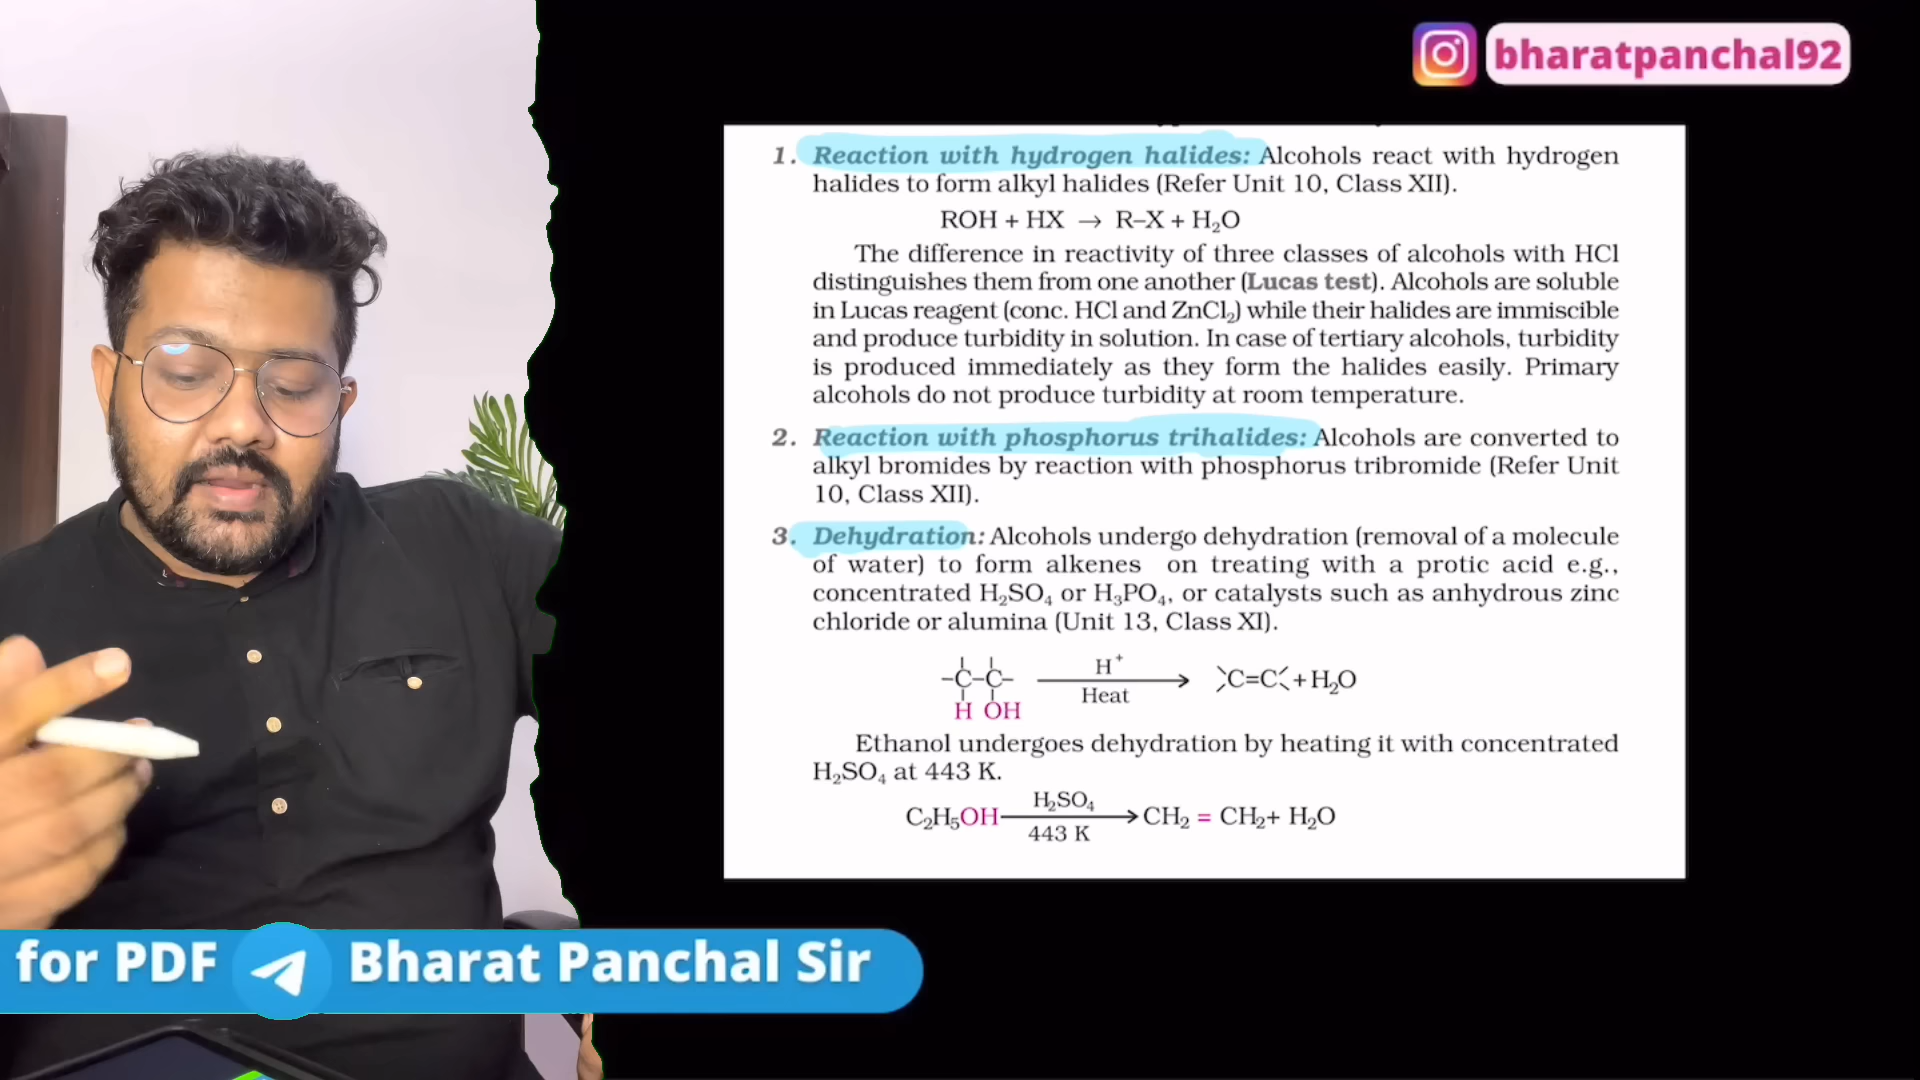 bharatpanchal92
1. Reaction with hydrogen halides: Alcohols react with hydrogen
halides to form alkyl halides (Refer Unit 10, Class XII).
ROH + HX → R–X + H₂O
The difference in reactivity of three classes of alcohols with HCl
distinguishes them from one another (Lucas test). Alcohols are soluble
in Lucas reagent (conc. HCl and ZnCl₂) while their halides are immiscible
and produce turbidity in solution. In case of tertiary alcohols, turbidity
is produced immediately as they form the halides easily. Primary
alcohols do not produce turbidity at room temperature.
2. Reaction with phosphorus trihalides: Alcohols are converted to
alkyl bromides by reaction with phosphorus tribromide (Refer Unit
10, Class XII).
3. Dehydration: Alcohols undergo dehydration (removal of a molecule
of water) to form alkenes on treating with a protic acid e.g.,
concentrated H₂SO₄ or H₃PO₄, or catalysts such as anhydrous zinc
chloride or alumina (Unit 13, Class XI).
H⁺
–C–C– → C=C + H₂O
Heat
H OH
Ethanol undergoes dehydration by heating it with concentrated
H₂SO₄ at 443 K.
H₂SO₄
C₂H₅OH → CH₂ = CH₂+ H₂O
443 K
for PDF Bharat Panchal Sir